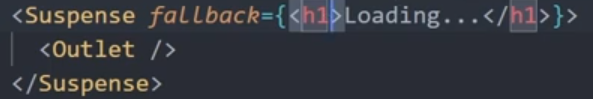 <Suspense fallback={<h1>Loading...</h1>}>
<Outlet />
</Suspense>